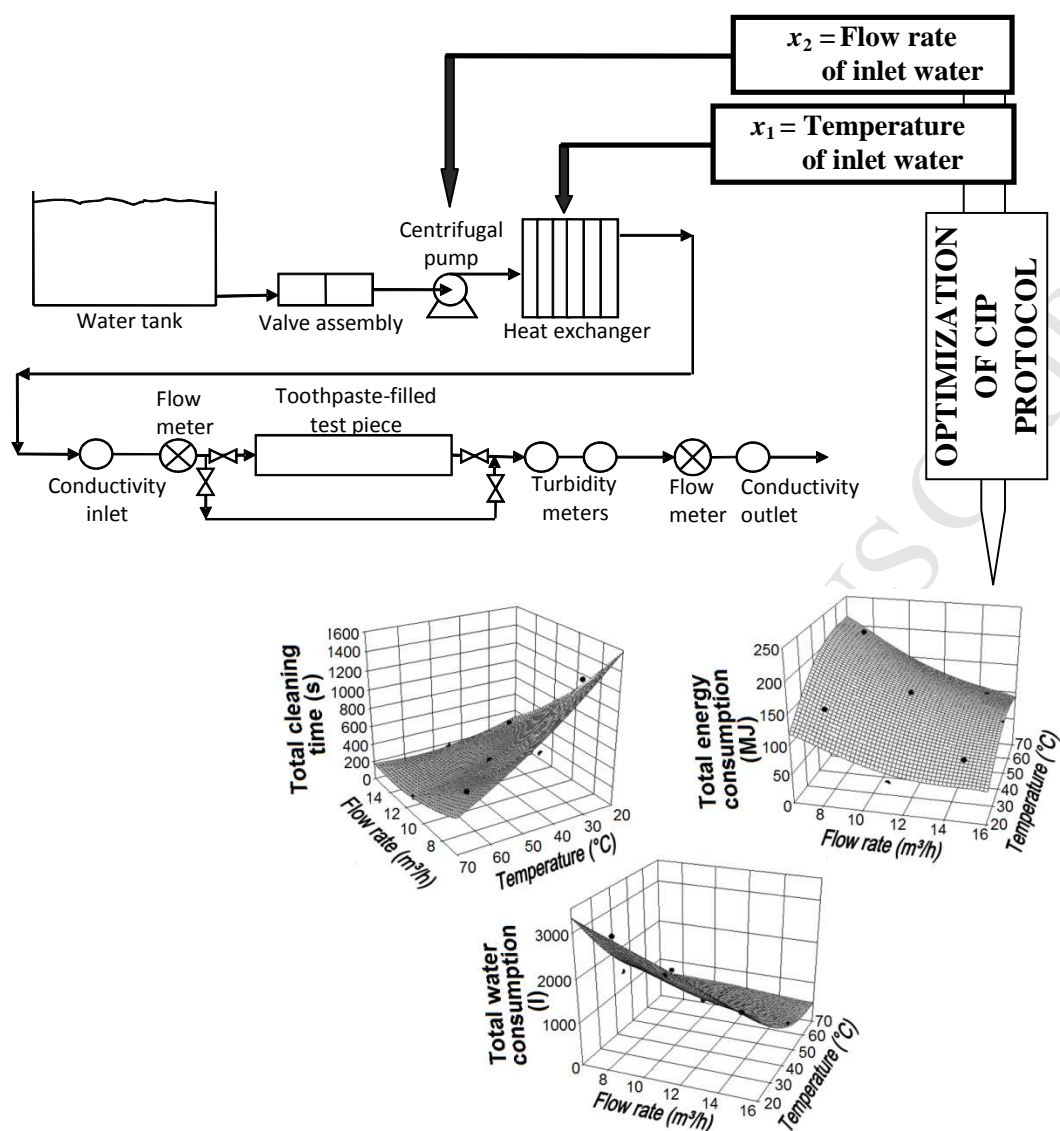 x₂ = Flow rate
of inlet water
x₁ = Temperature
of inlet water
Centrifugal
pump
Water tank
Valve assembly
Heat exchanger
OPTIMIZATION
OF CIP
PROTOCOL
Flow
meter
Toothpaste-filled
test piece
Conductivity
inlet
Turbidity
meters
Flow
meter
Conductivity
outlet
Total cleaning
time (s)
1600
1400
1200
1000
800
600
400
200
0
14
12
10
8
Flow rate (m³/h)
70
60
50
40
30
20
Temperature (°C)
Total energy
consumption
(MJ)
250
200
150
100
50
0
8
10
12
14
16
Flow rate (m³/h)
70
60
50
40
30
20
Temperature (°C)
Total water
consumption
(l)
3000
2000
1000
0
8
10
12
14
16
Flow rate (m³/h)
70
60
50
40
30
20
Temperature (°C)